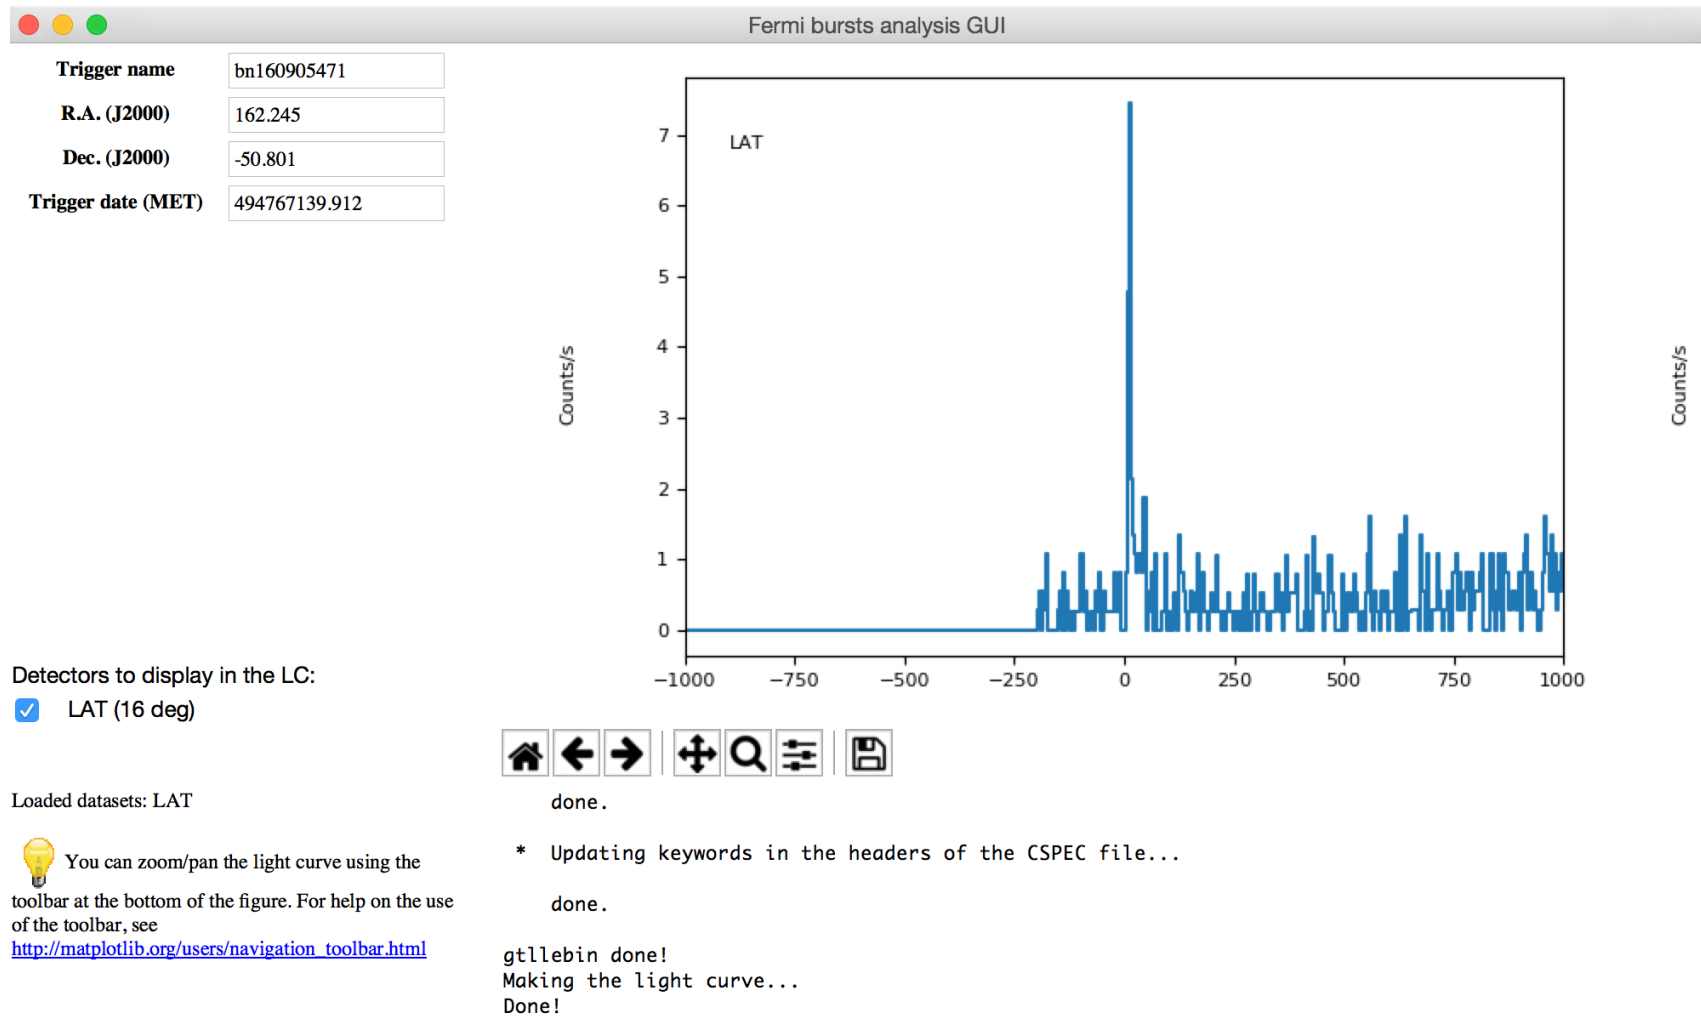 Fermi bursts analysis GUI
Trigger name
bn160905471
R.A. (J2000)
162.245
Dec. (J2000)
-50.801
Trigger date (MET)
494767139.912
Detectors to display in the LC:
LAT (16 deg)
Loaded datasets: LAT
You can zoom/pan the light curve using the
toolbar at the bottom of the figure. For help on the use
of the toolbar, see
http://matplotlib.org/users/navigation_toolbar.html
LAT
Counts/s
7
6
5
4
3
2
1
0
−1000 −750 −500 −250 0 250 500 750 1000
Counts/s
done.
* Updating keywords in the headers of the CSPEC file...
done.
gtllebin done!
Making the light curve...
Done!